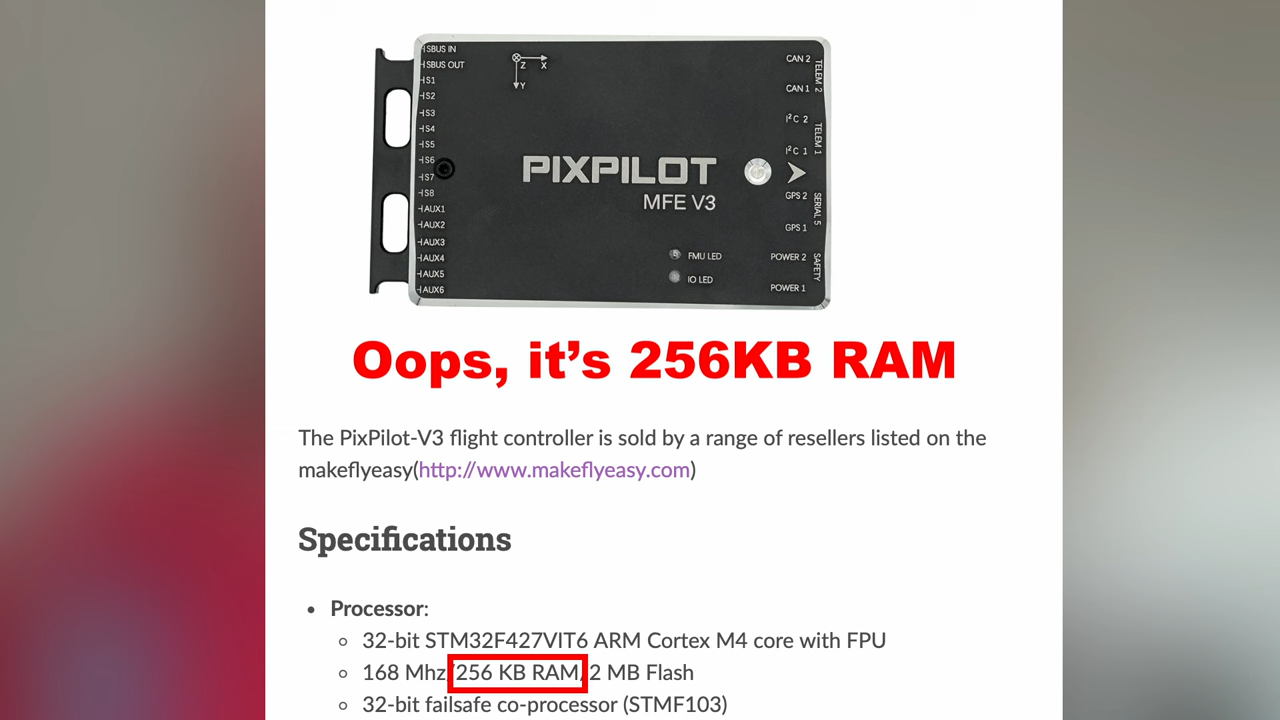 SBUS IN
SBUS OUT
S1
S2
S3
S4
S5
S6
S7
S8
AUX1
AUX2
AUX3
AUX4
AUX5
AUX6
Z X
Y
PIXPILOT
MFE V3
FMU LED
IO LED
CAN 2
CAN 1
I²C 2
I²C 1
GPS 2
GPS 1
POWER 2
POWER 1
TELEM 2
TELEM 1
SERIAL 5
SAFETY
Oops, it’s 256KB RAM
The PixPilot-V3 flight controller is sold by a range of resellers listed on the
makeflyeasy(http://www.makeflyeasy.com)
Specifications
• Processor:
○ 32-bit STM32F427VIT6 ARM Cortex M4 core with FPU
○ 168 Mhz/256 KB RAM/2 MB Flash
○ 32-bit failsafe co-processor (STMF103)